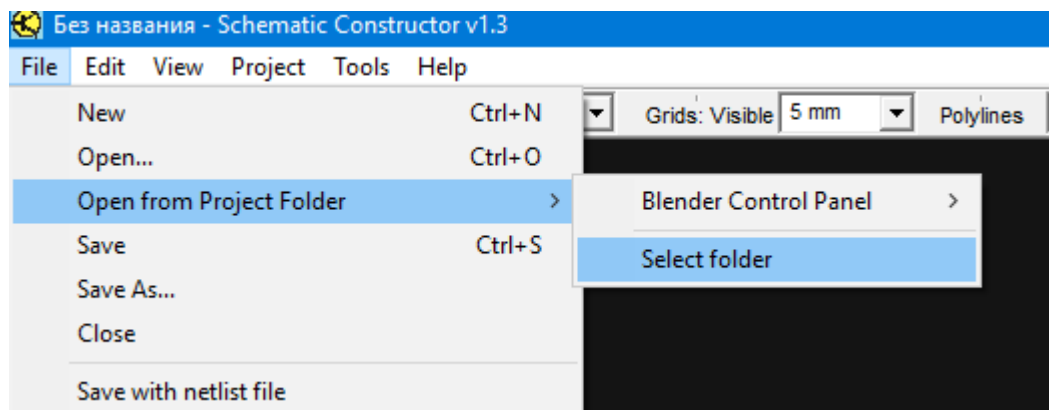 Без названия - Schematic Constructor v1.3
File Edit View Project Tools Help
New Ctrl+N
Grids: Visible 5 mm Polylines
Open... Ctrl+O
Open from Project Folder >
Blender Control Panel >
Save Ctrl+S
Select folder
Save As...
Close
Save with netlist file